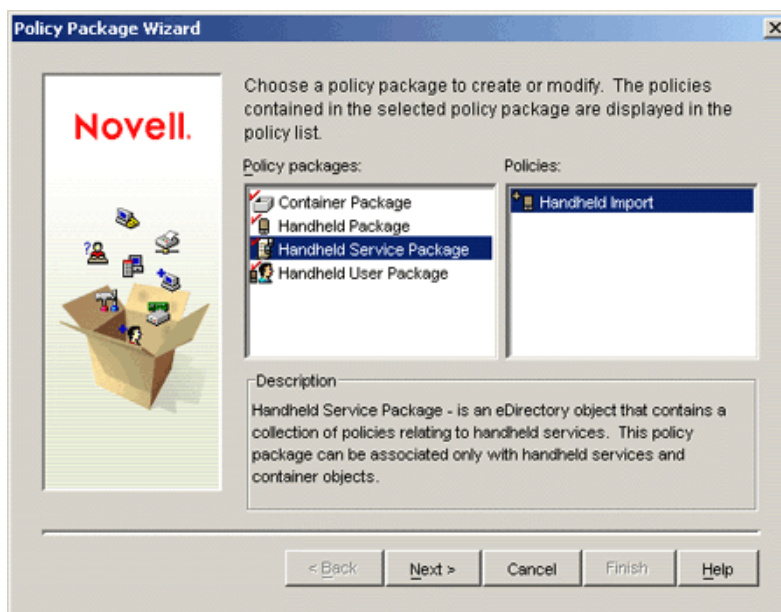 Policy Package Wizard
Novell.
Choose a policy package to create or modify. The policies
contained in the selected policy package are displayed in the
policy list.
Policy packages:
Container Package
Handheld Package
Handheld Service Package
Handheld User Package
Policies:
Handheld Import
Description
Handheld Service Package - is an eDirectory object that contains a
collection of policies relating to handheld services. This policy
package can be associated only with handheld services and
container objects.
< Back
Next >
Cancel
Finish
Help